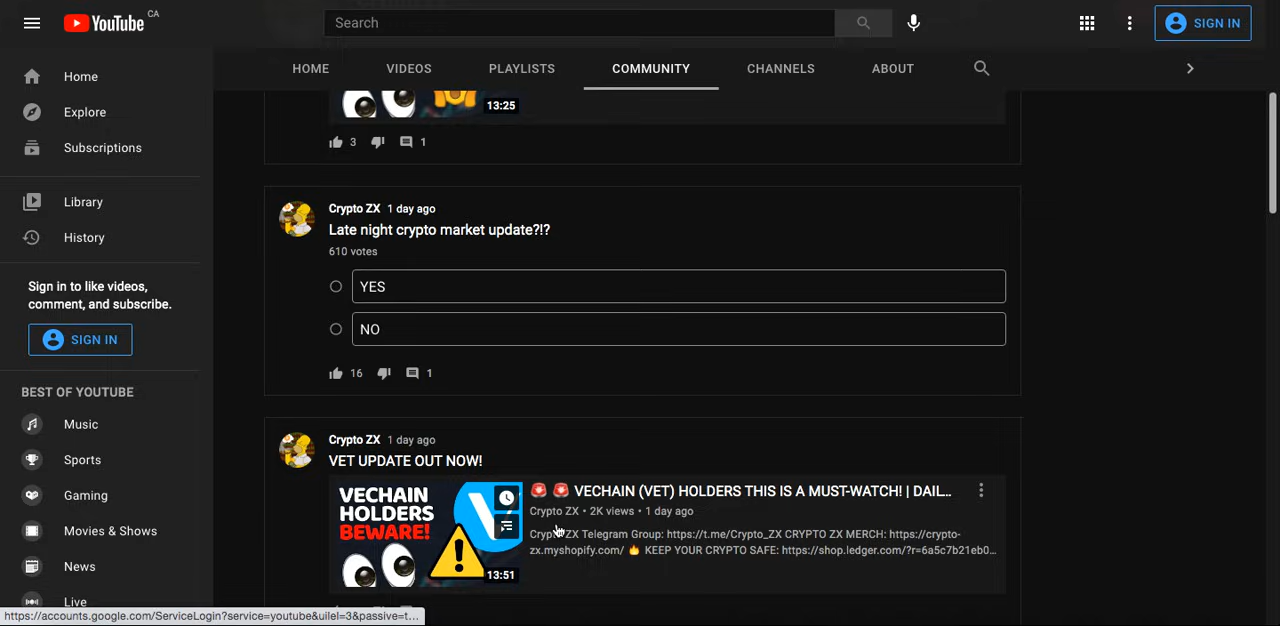 YouTube CA
Search
SIGN IN
HOME VIDEOS PLAYLISTS COMMUNITY CHANNELS ABOUT
Home
Explore
Subscriptions
Library
History
Sign in to like videos,
comment, and subscribe.
SIGN IN
BEST OF YOUTUBE
Music
Sports
Gaming
Movies & Shows
News
Live
13:25
3 1
Crypto ZX 1 day ago
Late night crypto market update?!?
610 votes
YES
NO
16 1
Crypto ZX 1 day ago
VET UPDATE OUT NOW!
VECHAIN
HOLDERS
BEWARE!
13:51
🚨 🚨 VECHAIN (VET) HOLDERS THIS IS A MUST-WATCH! | DAIL...
Crypto ZX • 2K views • 1 day ago
Crypto ZX Telegram Group: https://t.me/Crypto_ZX CRYPTO ZX MERCH: https://crypto-
zx.myshopify.com/ 🔥 KEEP YOUR CRYPTO SAFE: https://shop.ledger.com/?r=6a5c7b21eb0...
https://accounts.google.com/ServiceLogin?service=youtube&uilel=3&passive=t...